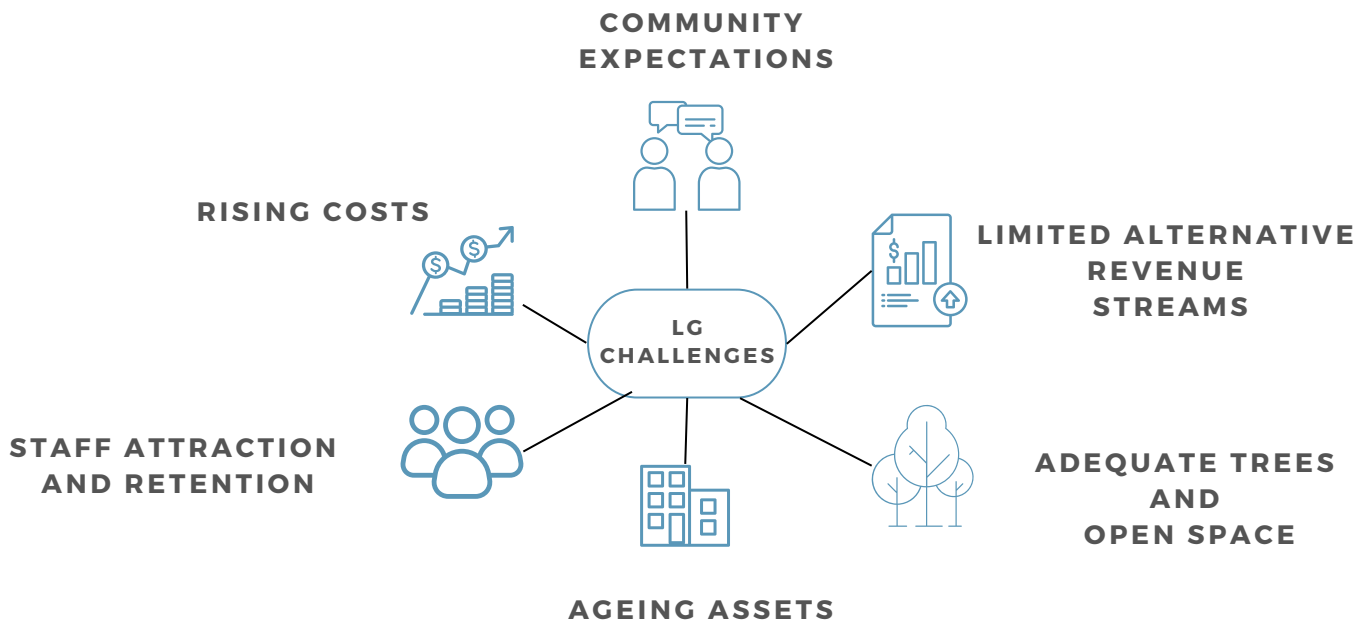 COMMUNITY
EXPECTATIONS
RISING COSTS
LIMITED ALTERNATIVE
REVENUE
STREAMS
LG
CHALLENGES
STAFF ATTRACTION
AND RETENTION
ADEQUATE TREES
AND
OPEN SPACE
AGEING ASSETS